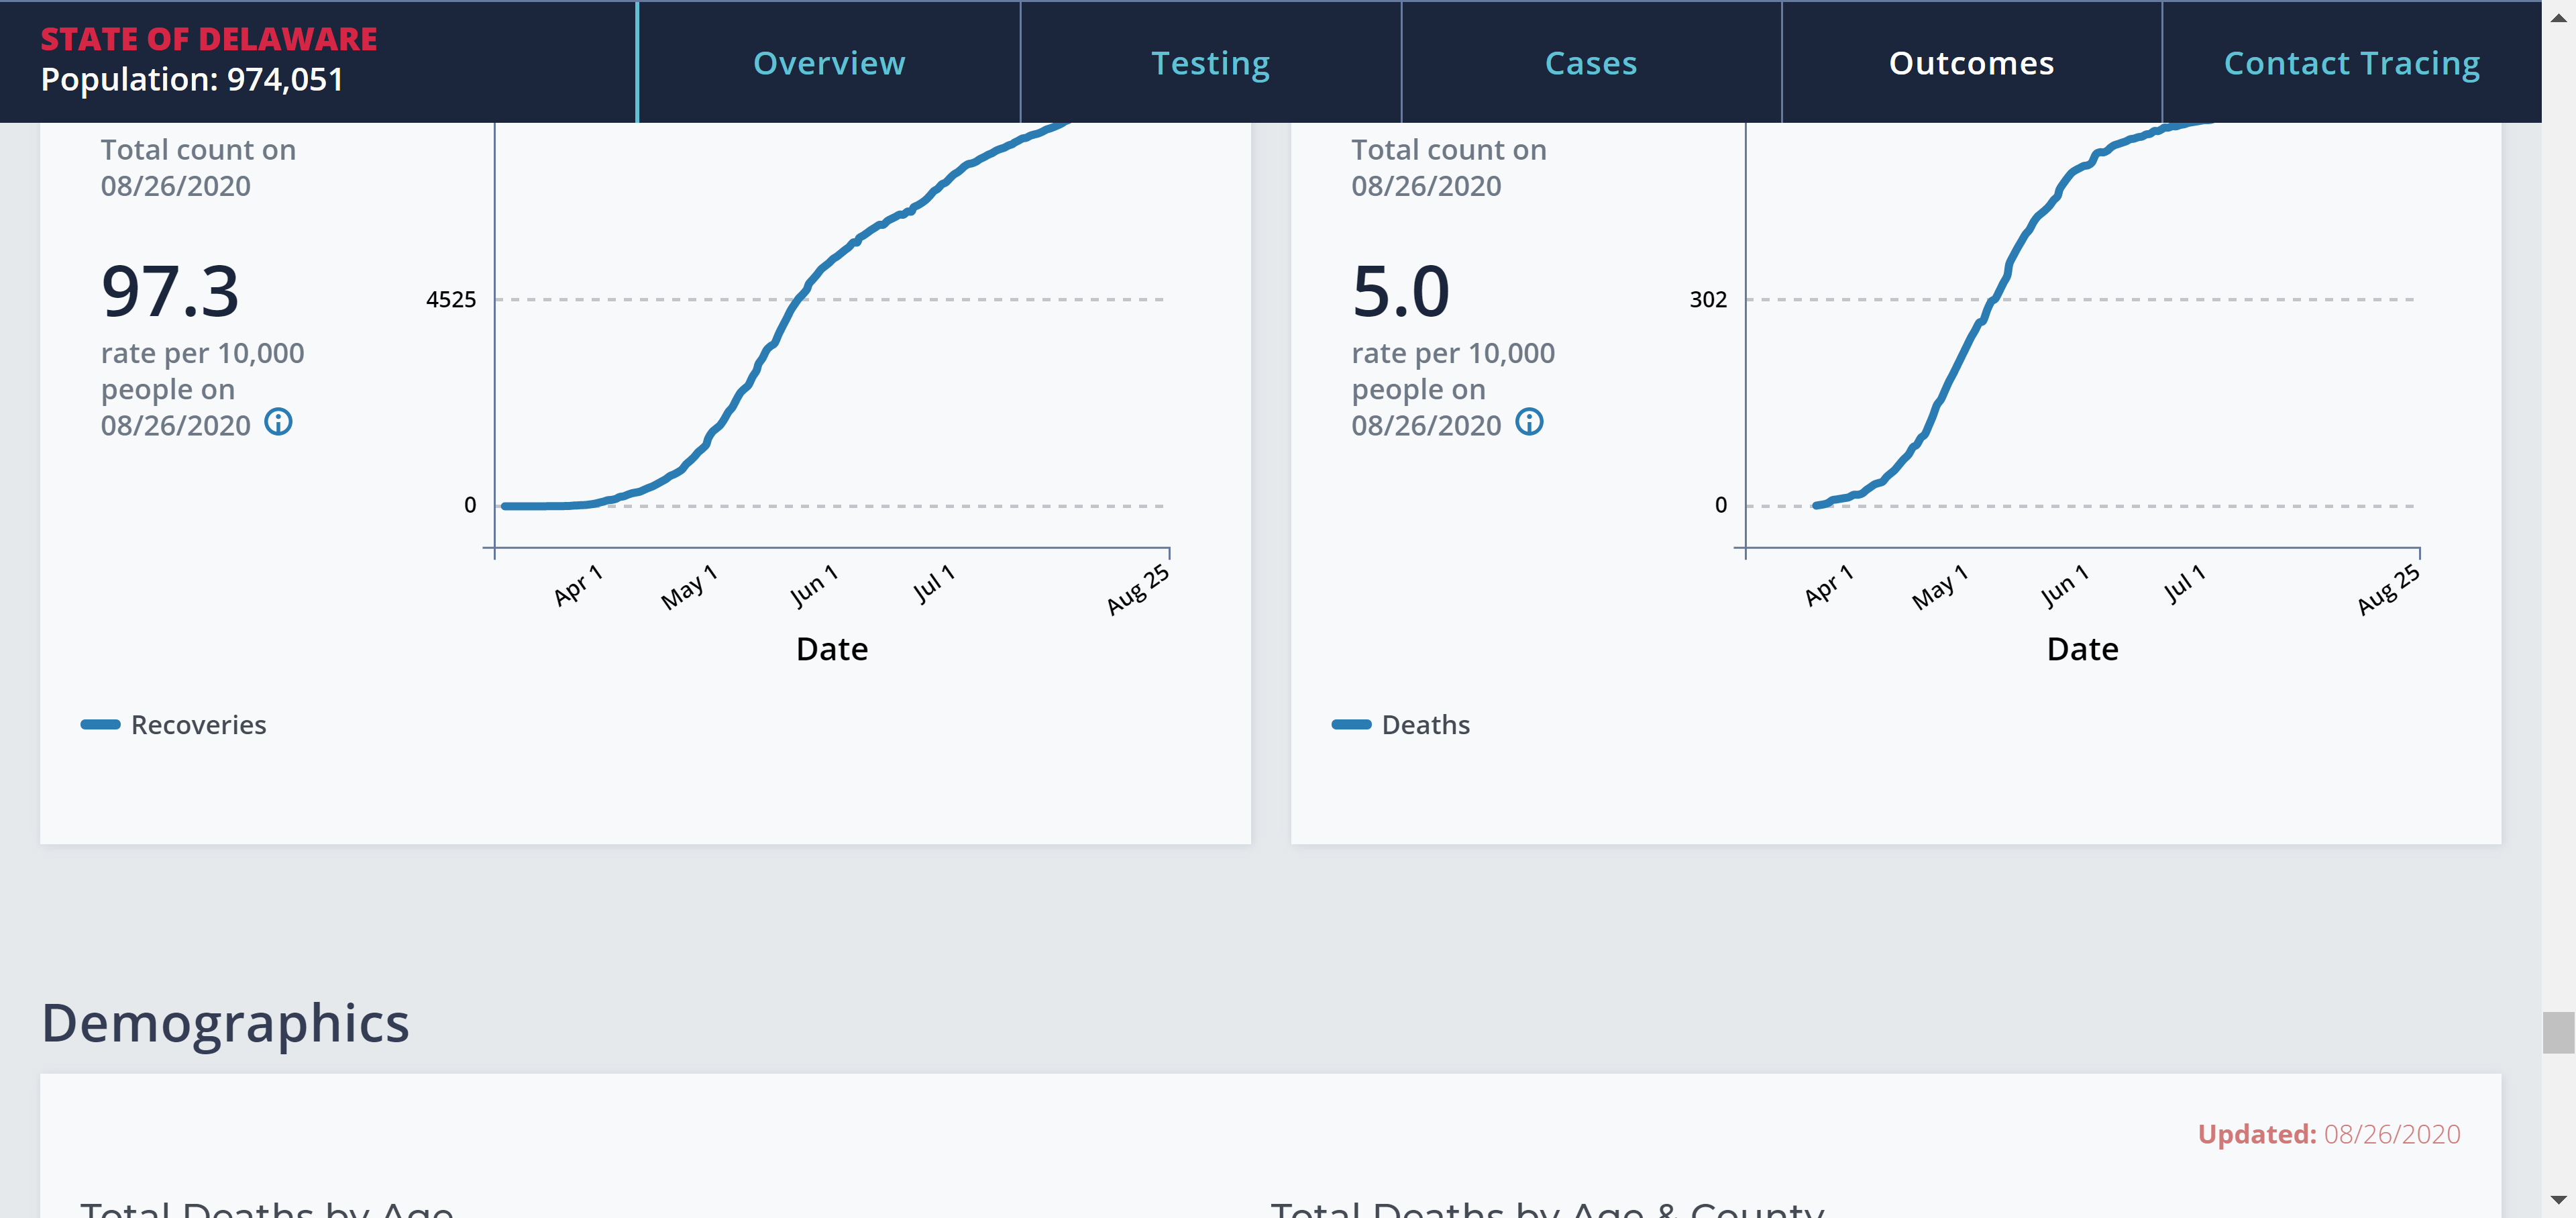 STATE OF DELAWARE
Population: 974,051
Overview
Testing
Cases
Outcomes
Contact Tracing
Total count on
08/26/2020
97.3
rate per 10,000
people on
08/26/2020
4525
0
Apr 1
May 1
Jun 1
Jul 1
Aug 25
Date
Recoveries
Total count on
08/26/2020
5.0
rate per 10,000
people on
08/26/2020
302
0
Apr 1
May 1
Jun 1
Jul 1
Aug 25
Date
Deaths
Demographics
Updated: 08/26/2020
Total Deaths by Age
Total Deaths by Age & County